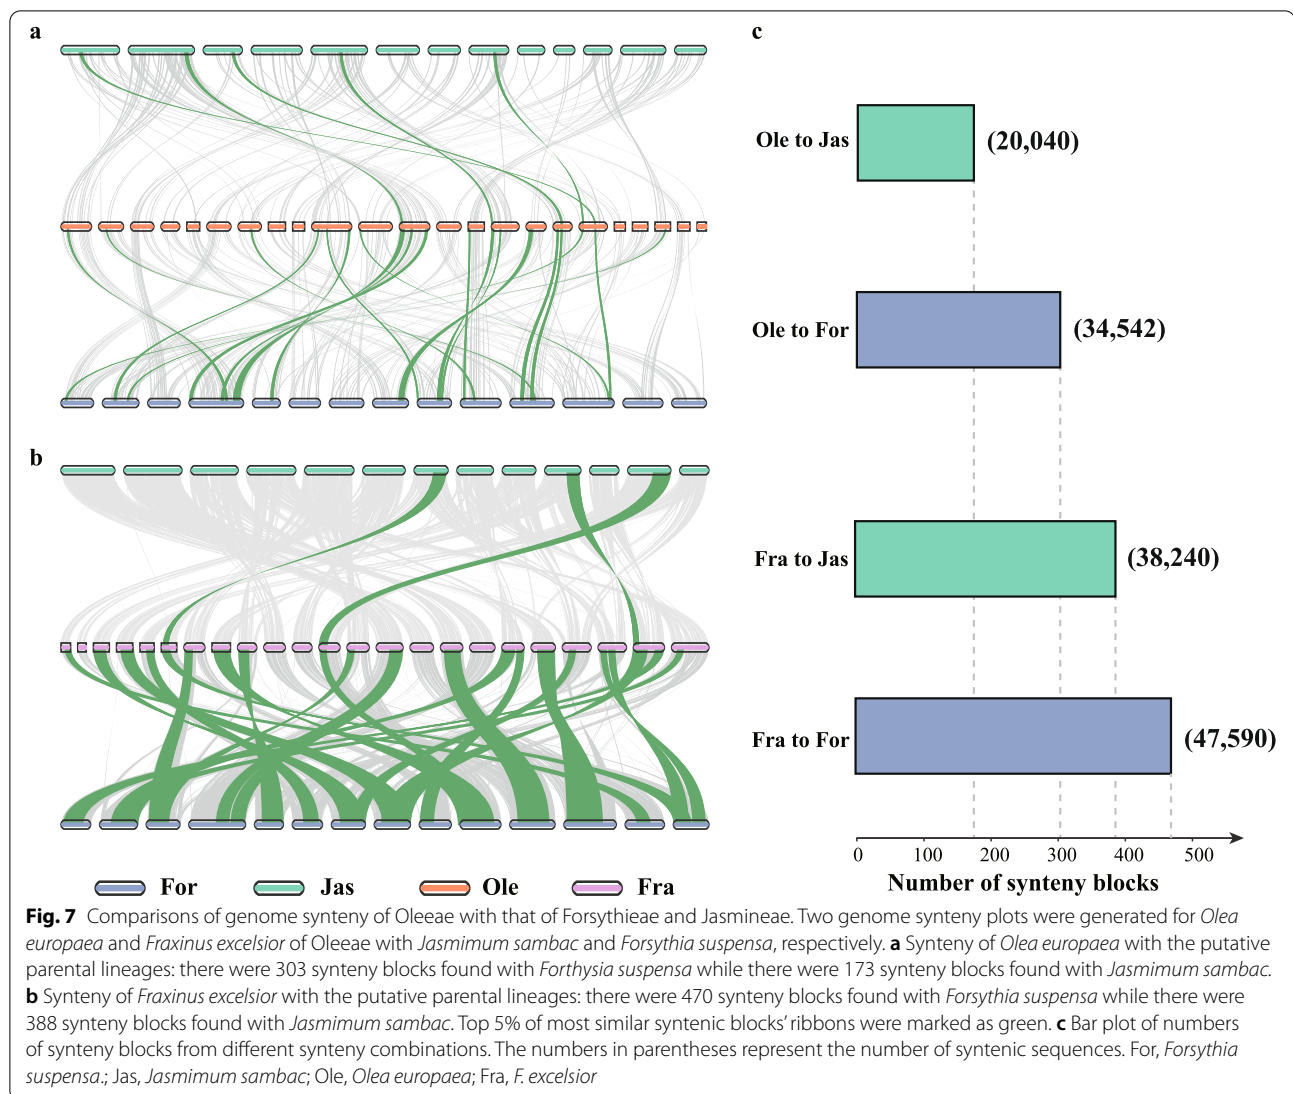 a
c
Ole to Jas
(20,040)
Ole to For
(34,542)
b
Fra to Jas
(38,240)
Fra to For
(47,590)
0 100 200 300 400 500
Number of synteny blocks
For Jas Ole Fra
Fig. 7 Comparisons of genome synteny of Oleeae with that of Forsythieae and Jasmineae. Two genome synteny plots were generated for Olea
europaea and Fraxinus excelsior of Oleeae with Jasmimum sambac and Forsythia suspensa, respectively. a Synteny of Olea europaea with the putative
parental lineages: there were 303 synteny blocks found with Forthysia suspensa while there were 173 synteny blocks found with Jasmimum sambac.
b Synteny of Fraxinus excelsior with the putative parental lineages: there were 470 synteny blocks found with Forsythia suspensa while there were
388 synteny blocks found with Jasmimum sambac. Top 5% of most similar syntenic blocks’ ribbons were marked as green. c Bar plot of numbers
of synteny blocks from different synteny combinations. The numbers in parentheses represent the number of syntenic sequences. For, Forsythia
suspensa.; Jas, Jasmimum sambac; Ole, Olea europaea; Fra, F. excelsior